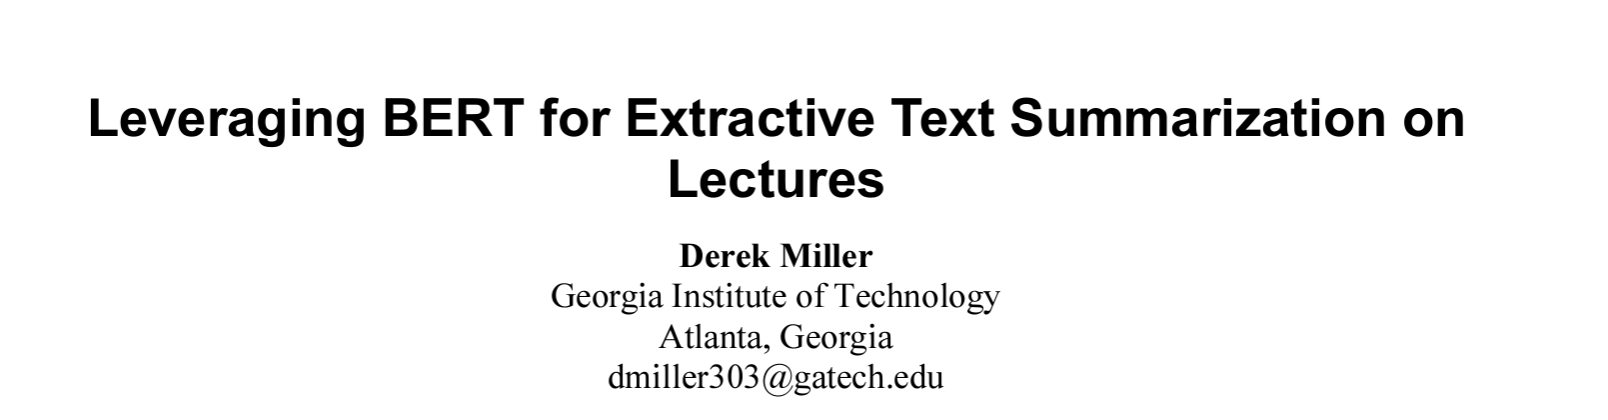 Leveraging BERT for Extractive Text Summarization on
Lectures
Derek Miller
Georgia Institute of Technology
Atlanta, Georgia
dmiller303@gatech.edu